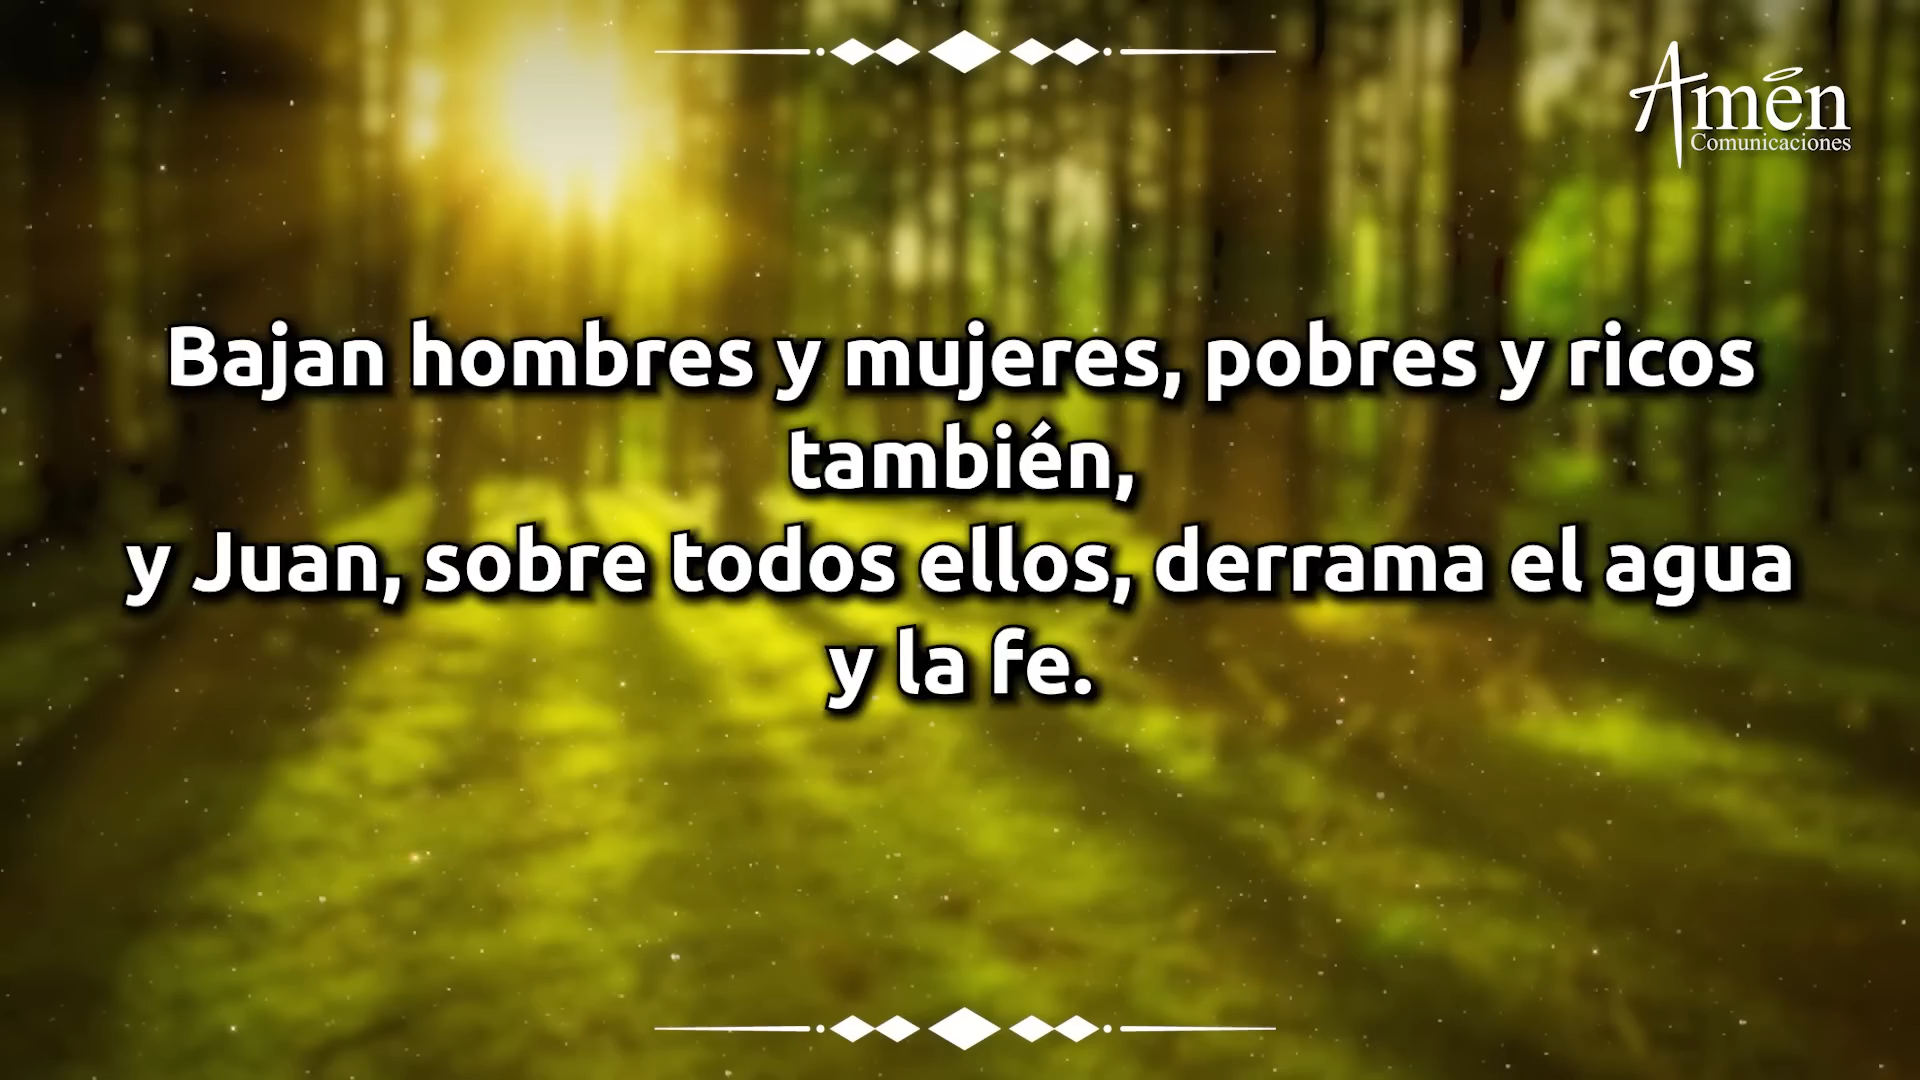 Amén
Comunicaciones
Bajan hombres y mujeres, pobres y ricos
también,
y Juan, sobre todos ellos, derrama el agua
y la fe.